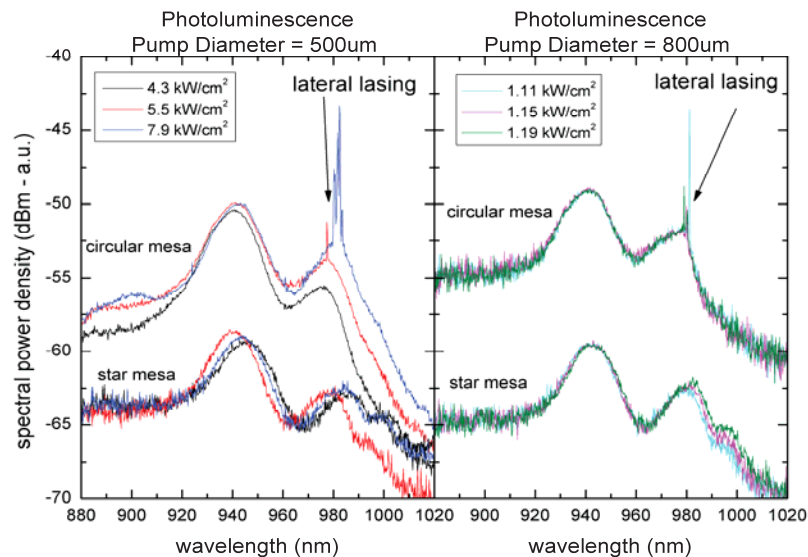 Photoluminescence
Pump Diameter = 500um
Photoluminescence
Pump Diameter = 800um
spectral power density (dBm - a.u.)
-40
-45
-50
-55
-60
-65
-70
4.3 kW/cm²
5.5 kW/cm²
7.9 kW/cm²
lateral lasing
circular mesa
star mesa
880 900 920 940 960 980 1000 1020
wavelength (nm)
1.11 kW/cm²
1.15 kW/cm²
1.19 kW/cm²
lateral lasing
circular mesa
star mesa
900 920 940 960 980 1000 1020
wavelength (nm)